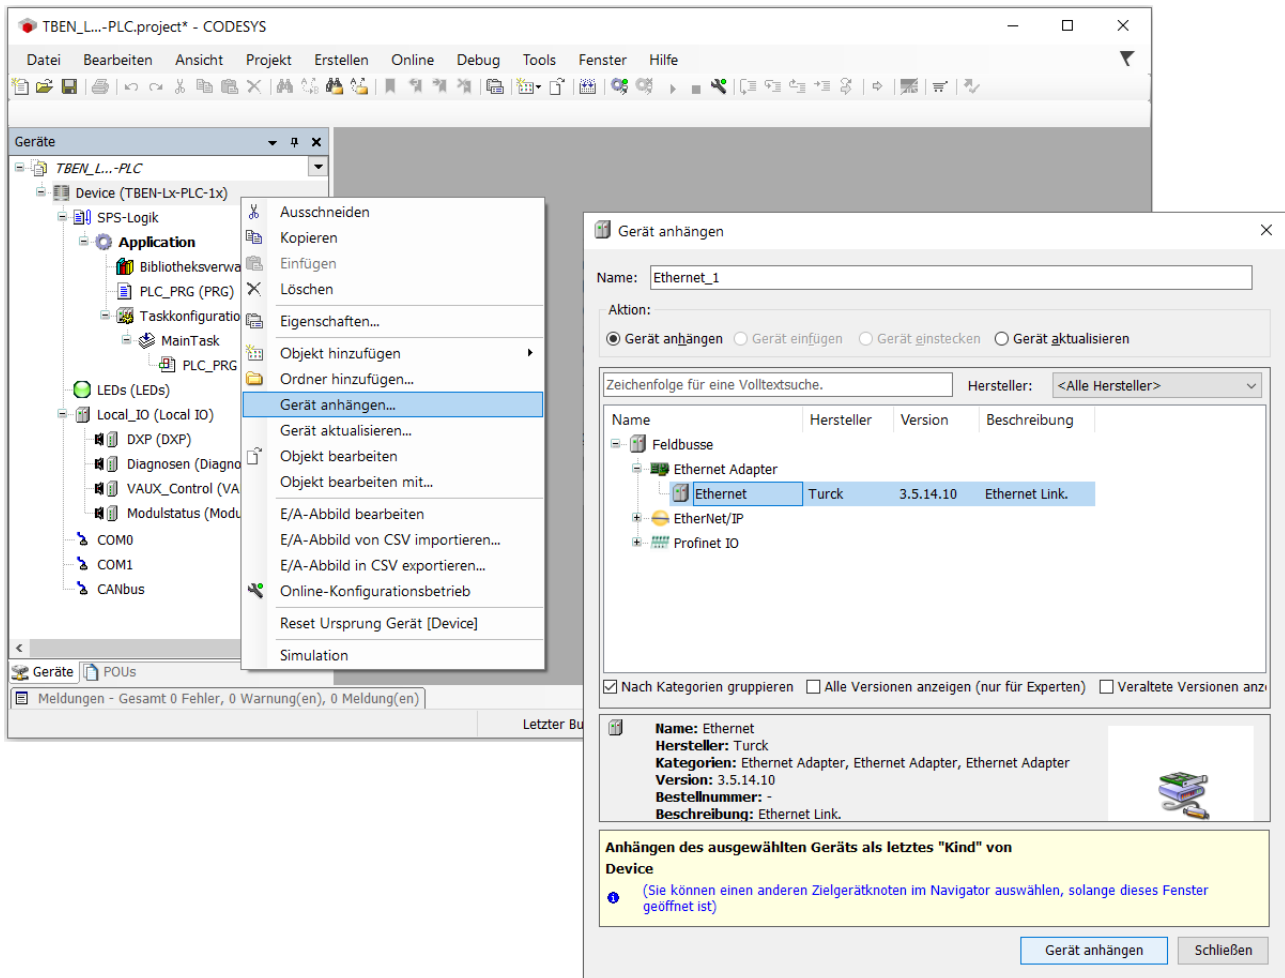 TBEN_L...-PLC.project* - CODESYS
Datei Bearbeiten Ansicht Projekt Erstellen Online Debug Tools Fenster Hilfe
Geräte
TBEN_L...-PLC
Device (TBEN-Lx-PLC-1x)
SPS-Logik
Application
Bibliotheksverwa
PLC_PRG (PRG)
Taskkonfiguratio
MainTask
PLC_PRG
LEDs (LEDs)
Local_IO (Local IO)
DXP (DXP)
Diagnosen (Diagno
VAUX_Control (VA
Modulstatus (Modu
COM0
COM1
CANbus
Geräte POUs
Meldungen - Gesamt 0 Fehler, 0 Warnung(en), 0 Meldung(en)
Letzter Bu
Ausschneiden
Kopieren
Einfügen
Löschen
Eigenschaften...
Objekt hinzufügen
Ordner hinzufügen...
Gerät anhängen...
Gerät aktualisieren...
Objekt bearbeiten
Objekt bearbeiten mit...
E/A-Abbild bearbeiten
E/A-Abbild von CSV importieren...
E/A-Abbild in CSV exportieren...
Online-Konfigurationsbetrieb
Reset Ursprung Gerät [Device]
Simulation
Gerät anhängen
Name: Ethernet_1
Aktion:
Gerät anhängen Gerät einfügen Gerät einstecken Gerät aktualisieren
Zeichenfolge für eine Volltextsuche. Hersteller: <Alle Hersteller>
Name Hersteller Version Beschreibung
Feldbusse
Ethernet Adapter
Ethernet Turck 3.5.14.10 Ethernet Link.
EtherNet/IP
Profinet IO
Nach Kategorien gruppieren Alle Versionen anzeigen (nur für Experten) Veraltete Versionen anz
Name: Ethernet
Hersteller: Turck
Kategorien: Ethernet Adapter, Ethernet Adapter, Ethernet Adapter
Version: 3.5.14.10
Bestellnummer: -
Beschreibung: Ethernet Link.
Anhängen des ausgewählten Geräts als letztes "Kind" von
Device
(Sie können einen anderen Zielgerätknoten im Navigator auswählen, solange dieses Fenster
geöffnet ist)
Gerät anhängen Schließen